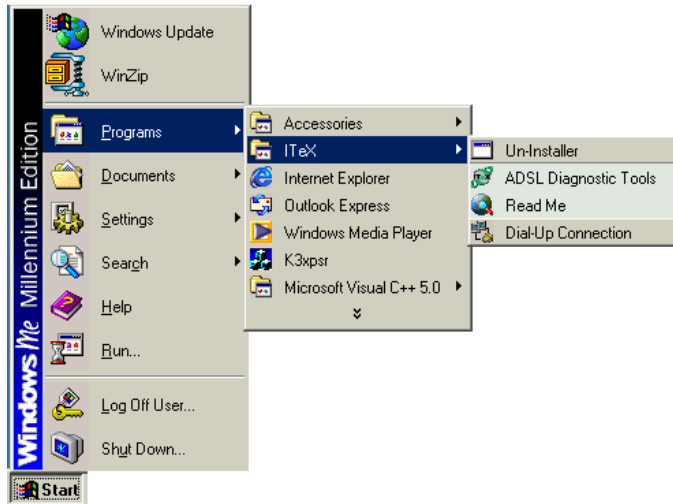 Windows Update
WinZip
Programs
Documents
Settings
Search
Help
Run...
Log Off User...
Shut Down...
Windows Me Millennium Edition
Start
Accessories
ITeX
Internet Explorer
Outlook Express
Windows Media Player
K3xpsr
Microsoft Visual C++ 5.0
Un-Installer
ADSL Diagnostic Tools
Read Me
Dial-Up Connection